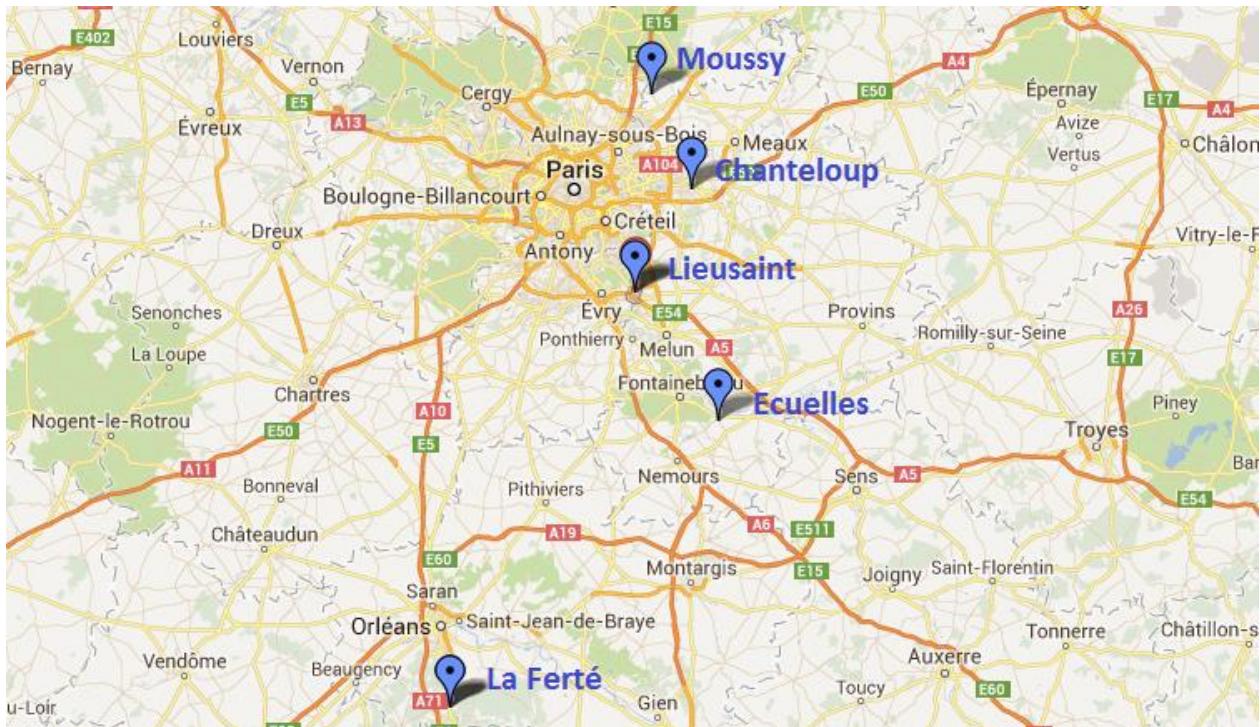 E402
Louviers
E15
Moussy
A4
Bernay
Vernon
Cergy
E50
Épernay
E17
E5
A13
A4
Évreux
Aulnay-sous-Bois
Meaux
Avize
Châlon
Paris
A104
Chanteloup
Vertus
Boulogne-Billancourt
Créteil
Dreux
Antony
Lieusaint
Vitry-le-F
Senonches
Évry
E54
Provins
A26
Ponthierry
Melun
A5
Romilly-sur-Seine
La Loupe
E17
Chartres
Ecuelles
A10
Piney
Nogent-le-Rotrou
E50
E5
Troyes
A11
Nemours
Sens
A5
Bar
Bonneval
Pithiviers
E54
Châteaudun
A19
A6
E511
E60
Montargis
E15
Joigny
Saint-Florentin
Saran
Orléans
Saint-Jean-de-Braye
Tonnerre
Châtillon-s
Vendôme
Beaugency
La Ferté
Auxerre
A71
Gien
Toucy
E60
u-Loir